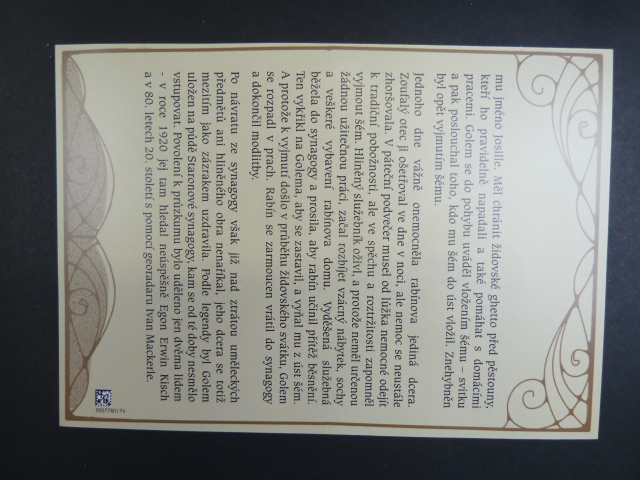 mu jméno Josille. Měl chránit židovské ghetto před pěstouny,
kteří ho pravidelně napadali a také pomáhat s domácími
pracemi. Golem se do pohybu uváděl vložením šému – svitku
a pak poslouchal toho, kdo mu šém do úst vložil. Znehybněn
byl opět vyjmutím šému.
Jednoho dne vážně onemocněla rabínova jediná dcera.
Zoufalý otec ji ošetřoval ve dne v noci, ale nemoc se neustále
zhoršovala. V páteční podvečer musel od lůžka nemocné odejít
k tradiční pobožnosti, ale ve spěchu a roztržitosti zapomněl
vyjmout šém. Hliněný služebník oživl, a protože neměl určenou
žádnou užitečnou práci, začal rozbíjet vzácný nábytek, sochy
a veškeré vybavení rabínova domu. Vyděšená služebná
běžela do synagogy a prosila, aby rabín učinil přítěž běsnění.
Ten vykřikl na Golema, aby se zastavil, a vyňal mu z úst šém.
A protože k vyjmutí došlo v průběhu židovského svátku, Golem
se rozpadl v prach. Rabín se zarmoucen vrátil do synagogy
a dokončil modlitby.
Po návratu ze synagogy však již nad ztrátou uměleckých
předmětů ani hliněného obra nenaříkal, jeho dcera se totiž
mezitím jako zázrakem uzdravila. Podle legendy byl Golem
uložen na půdě Staronové synagogy, kam se od té doby nesmělo
vstupovat. Povolení k průzkumu bylo uděleno jen dvěma lidem
- v roce 1920 jej tam hledal neúspěšně Egon Erwin Kisch
a v 80. letech 20. století s pomocí georadaru Ivan Mackerle.
9007780179